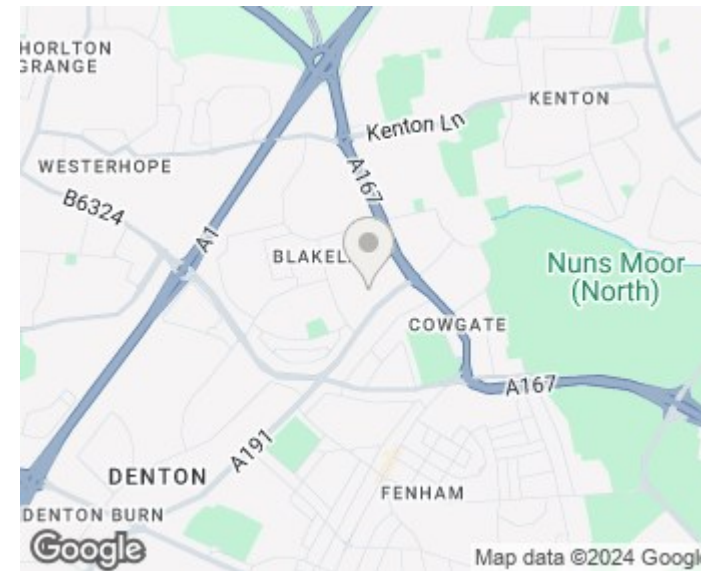 HORLTON
GRANGE
KENTON
Kenton Ln
WESTERHOPE
A167
B6324
A1
BLAKEL
Nuns Moor
(North)
COWGATE
A167
A191
DENTON
FENHAM
DENTON BURN
Google
Map data ©2024 Google